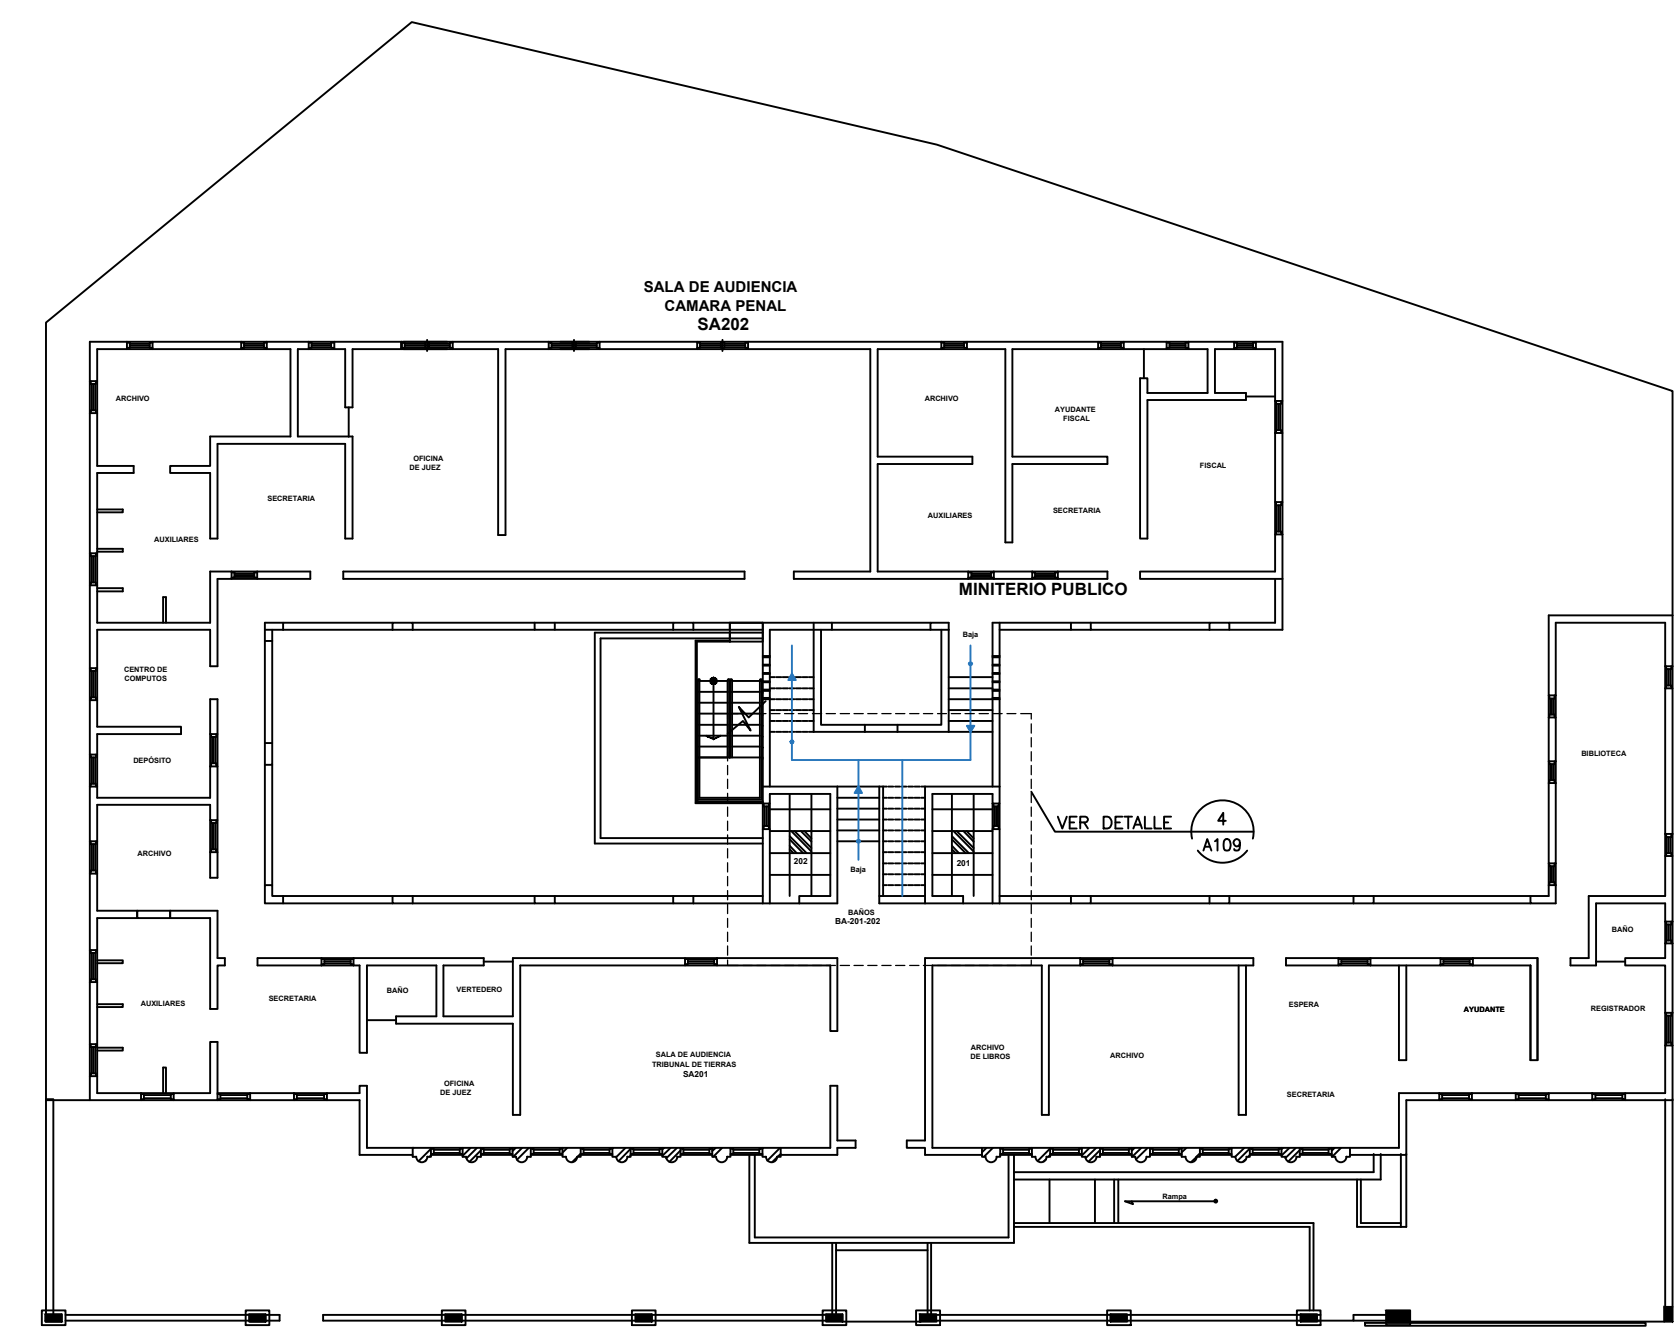 SALA DE AUDIENCIA
CAMARA PENAL
SA202
ARCHIVO
OFICINA
DE JUEZ
SECRETARIA
AUXILIARES
ARCHIVO
AYUDANTE
FISCAL
FISCAL
AUXILIARES
SECRETARIA
MINITERIO PUBLICO
Baja
CENTRO DE
COMPUTOS
DEPÓSITO
BIBLIOTECA
VER DETALLE
4
A109
ARCHIVO
202
201
Baja
BAÑOS
BA-201-202
BAÑO
AUXILIARES
SECRETARIA
BAÑO
VERTEDERO
OFICINA
DE JUEZ
SALA DE AUDIENCIA
TRIBUNAL DE TIERRAS
SA201
ARCHIVO
DE LIBROS
ARCHIVO
ESPERA
AYUDANTE
REGISTRADOR
SECRETARIA
Rampa